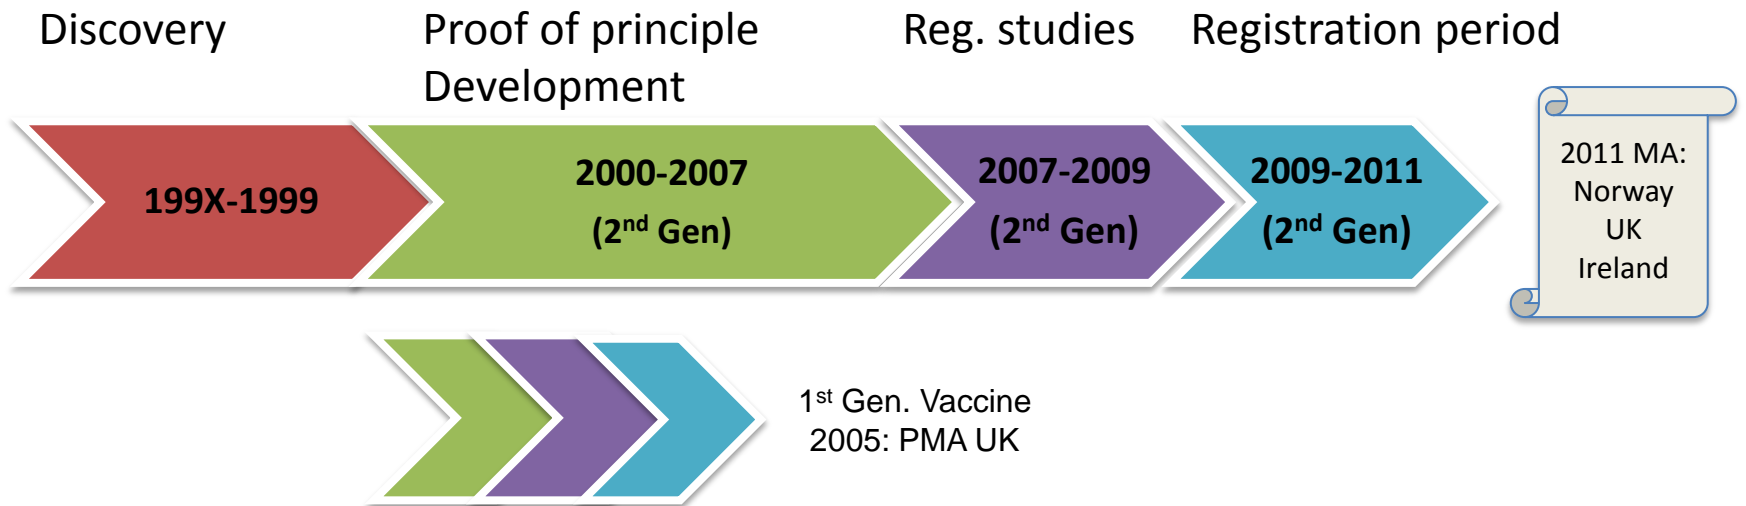 Discovery
Proof of principle
Development
Reg. studies
Registration period
199X-1999
2000-2007
(2nd Gen)
2007-2009
(2nd Gen)
2009-2011
(2nd Gen)
2011 MA:
Norway
UK
Ireland
1st Gen. Vaccine
2005: PMA UK